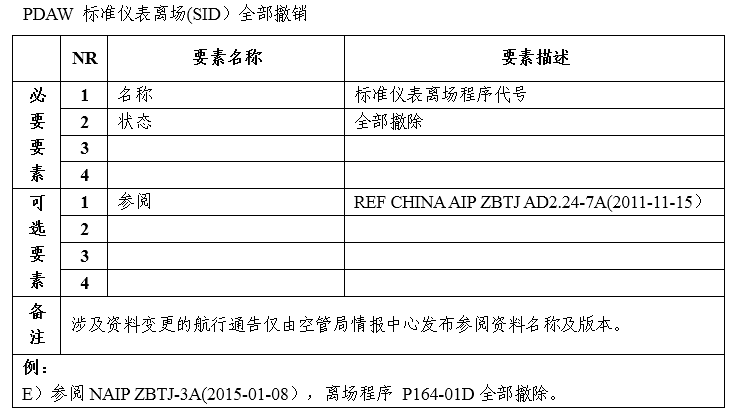 PDAW 标准仪表离场(SID）全部撤销
NR 要素名称 要素描述
必要要素
1 名称 标准仪表离场程序代号
2 状态 全部撤除
3
4
可选要素
1 参阅 REF CHINA AIP ZBTJ AD2.24-7A(2011-11-15）
2
3
4
备注 涉及资料变更的航行通告仅由空管局情报中心发布参阅资料名称及版本。
例：
E）参阅 NAIP ZBTJ-3A(2015-01-08），离场程序 P164-01D 全部撤除。